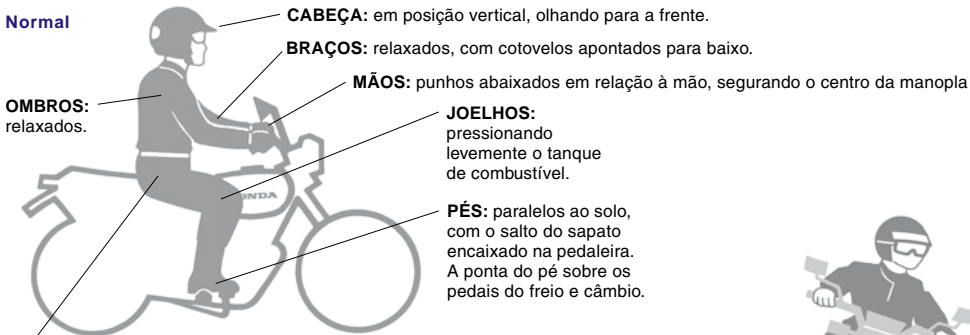 Normal
CABEÇA: em posição vertical, olhando para a frente.
BRAÇOS: relaxados, com cotovelos apontados para baixo.
MÃOS: punhos abaixados em relação à mão, segurando o centro da manopla
OMBROS:
relaxados.
JOELHOS:
pressionando
levemente o tanque
de combustível.
HONDA
PÉS: paralelos ao solo,
com o salto do sapato
encaixado na pedaleira.
A ponta do pé sobre os
pedais do freio e câmbio.